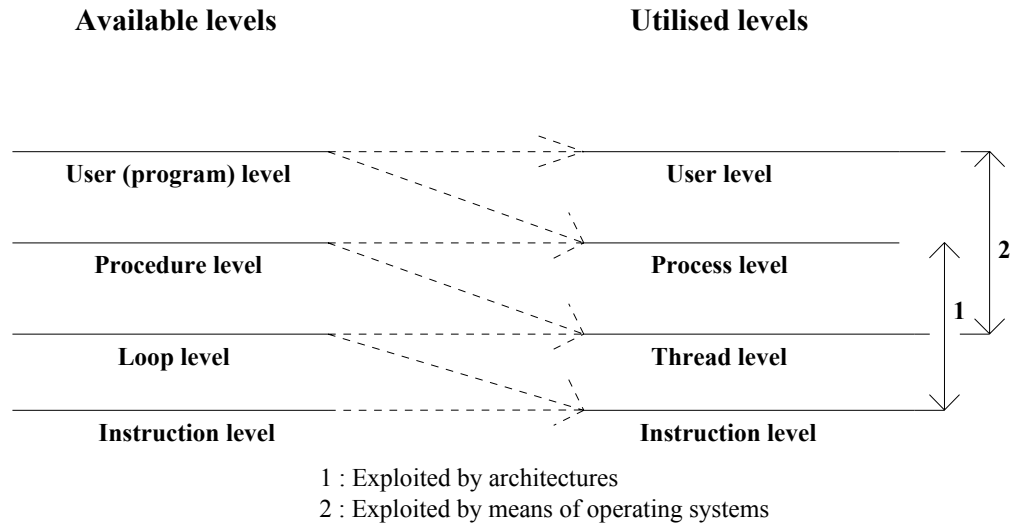 Available levels
Utilised levels
User (program) level
User level
Procedure level
Process level
2
1
Loop level
Thread level
Instruction level
Instruction level
1 : Exploited by architectures
2 : Exploited by means of operating systems